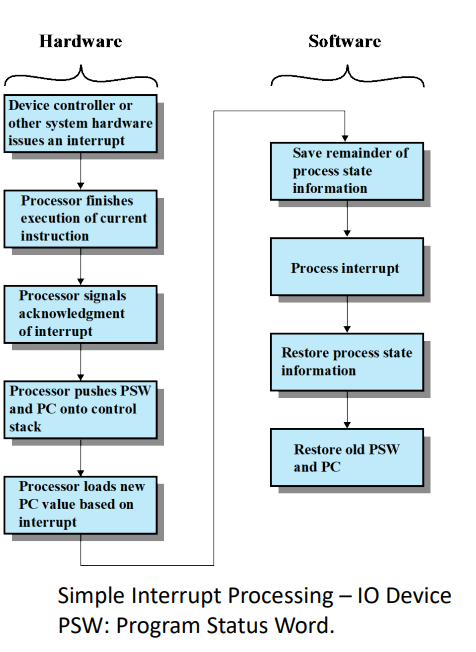 Hardware
Device controller or
other system hardware
issues an interrupt
Processor finishes
execution of current
instruction
Processor signals
acknowledgment
of interrupt
Processor pushes PSW
and PC onto control
stack
Processor loads new
PC value based on
interrupt
Software
Save remainder of
process state
information
Process interrupt
Restore process state
information
Restore old PSW
and PC
Simple Interrupt Processing – IO Device
PSW: Program Status Word.